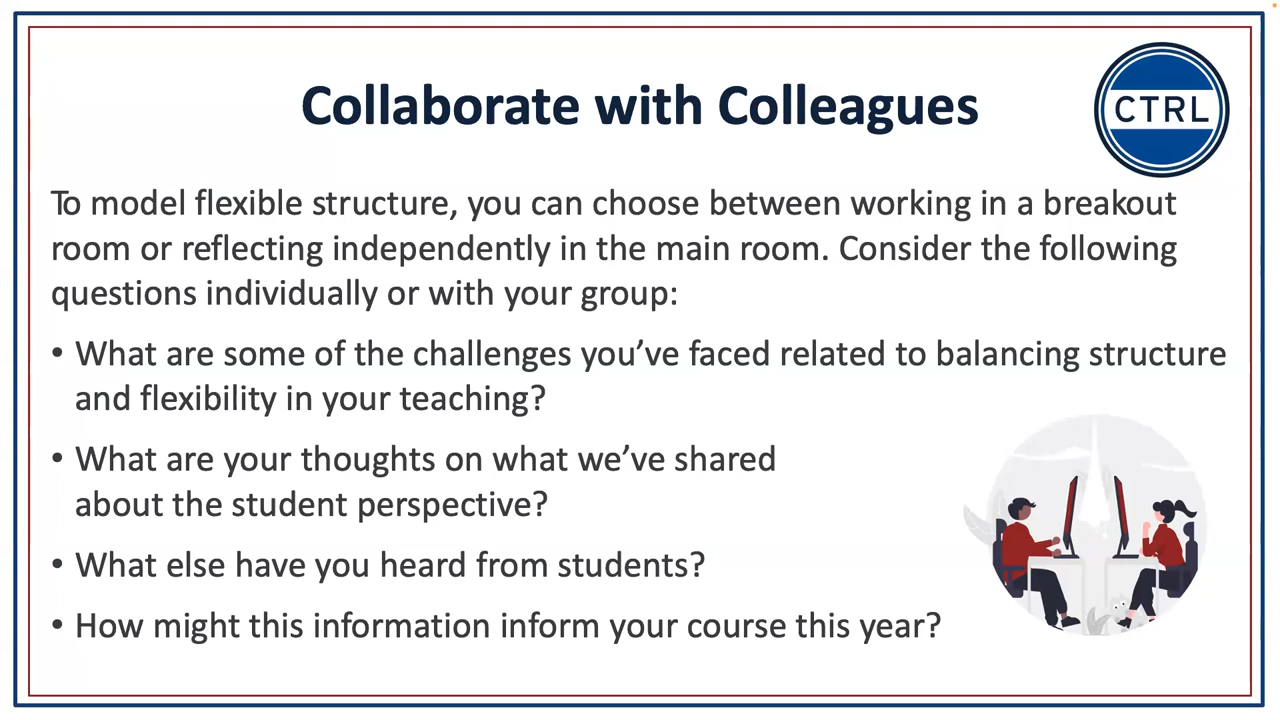 Collaborate with Colleagues
CTRL
To model flexible structure, you can choose between working in a breakout
room or reflecting independently in the main room. Consider the following
questions individually or with your group:
• What are some of the challenges you’ve faced related to balancing structure
and flexibility in your teaching?
• What are your thoughts on what we’ve shared
about the student perspective?
• What else have you heard from students?
• How might this information inform your course this year?